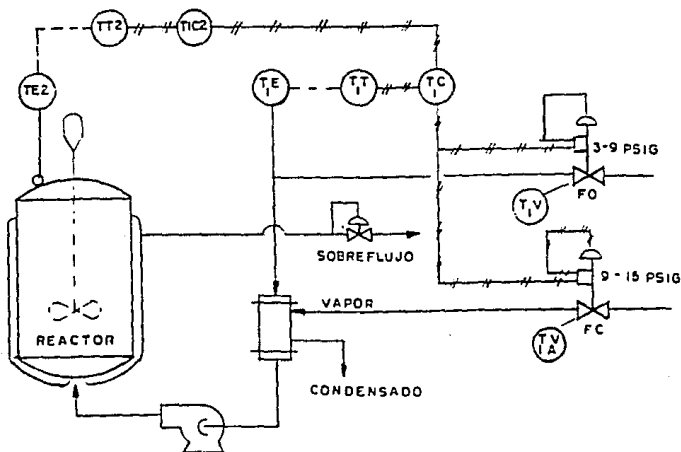 TT2
TIC2
TE2
T1E
T1T
T1C
3-9 PSIG
T1V
FO
SOBREFLUJO
9-15 PSIG
VAPOR
REACTOR
FC
TV
1A
CONDENSADO